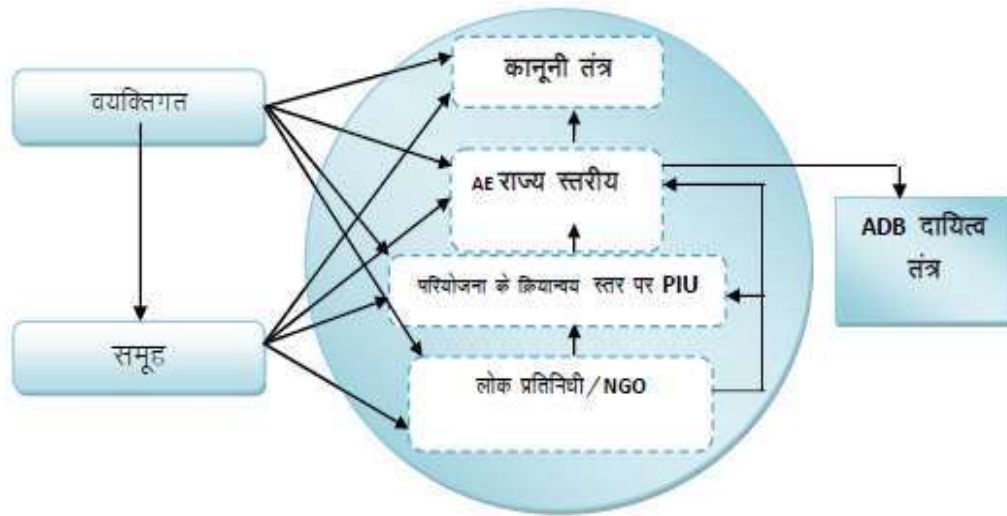 कानूनी तंत्र
वयक्तिगत
AE राज्य स्तरीय
ADB दायित्व
तंत्र
परियोजना के क्रियान्वय स्तर पर PIU
समूह
लोक प्रतिनिधी/NGO